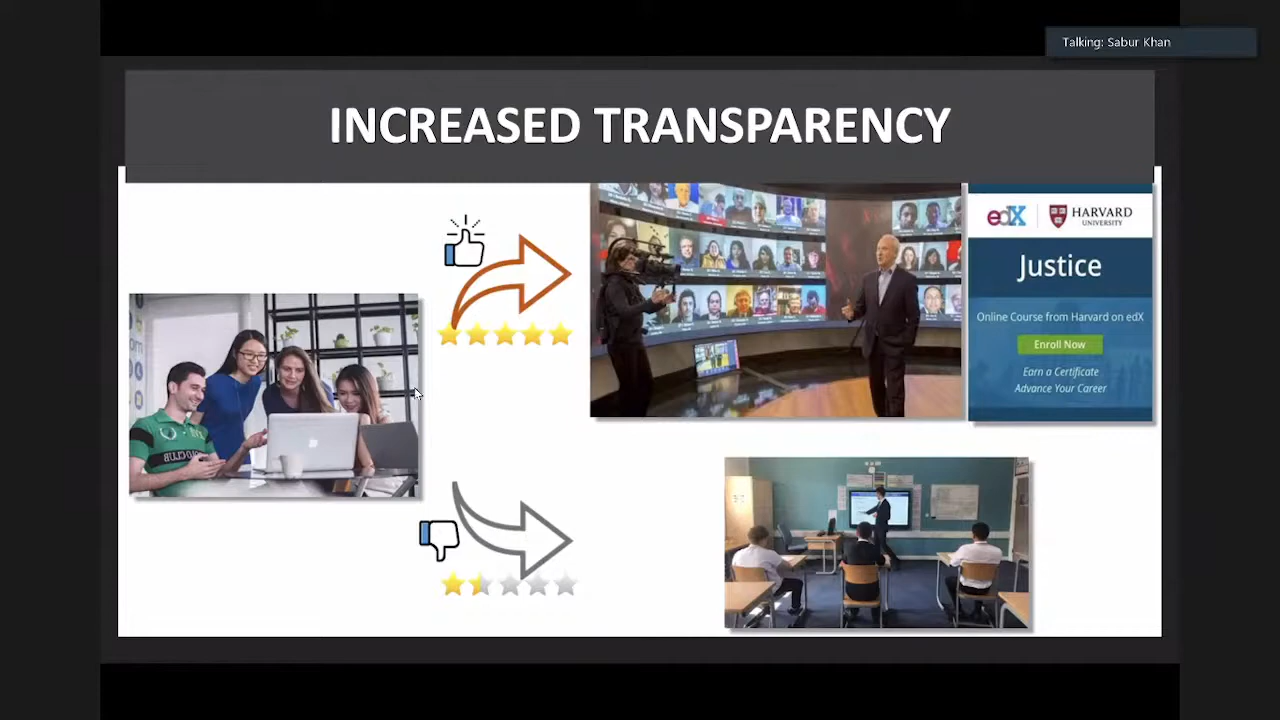 Talking: Sabur Khan
INCREASED TRANSPARENCY
edX
HARVARD
UNIVERSITY
Justice
Online Course from Harvard on edX
Enroll Now
Earn a Certificate
Advance Your Career